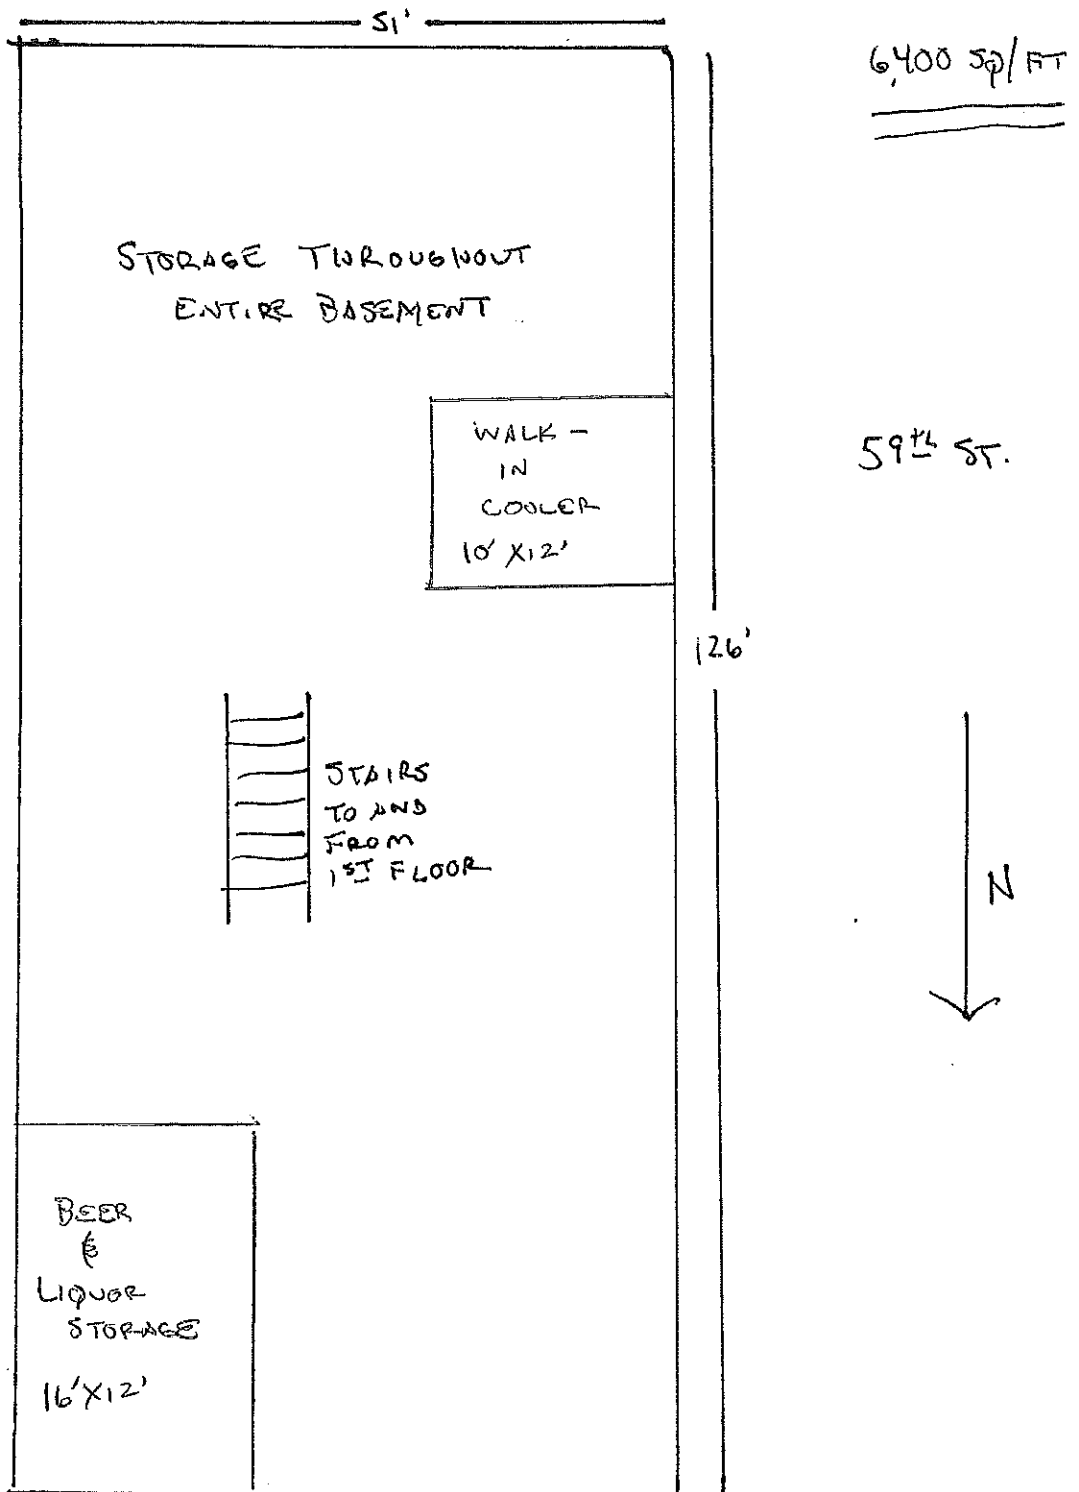 51'
6,400 SQ/FT
STORAGE THROUGHOUT
ENTIRE BASEMENT
WALK-
IN
COOLER
10' X 12'
59th ST.
126'
STAIRS
TO AND
FROM
1ST FLOOR
N
BEER
&
LIQUOR
STORAGE
16' X 12'